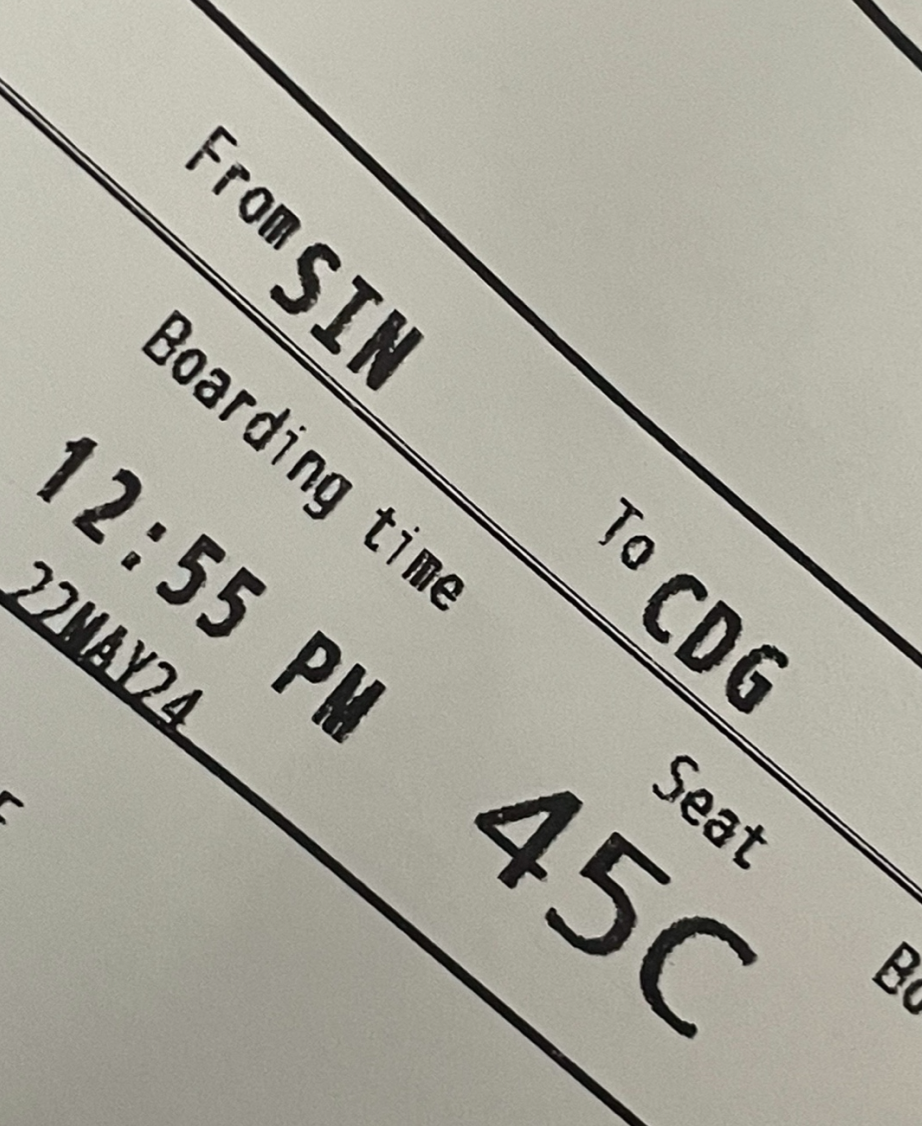 From SIN
To CDG
Boarding time
12:55 PM
22MAY24
Seat
45C